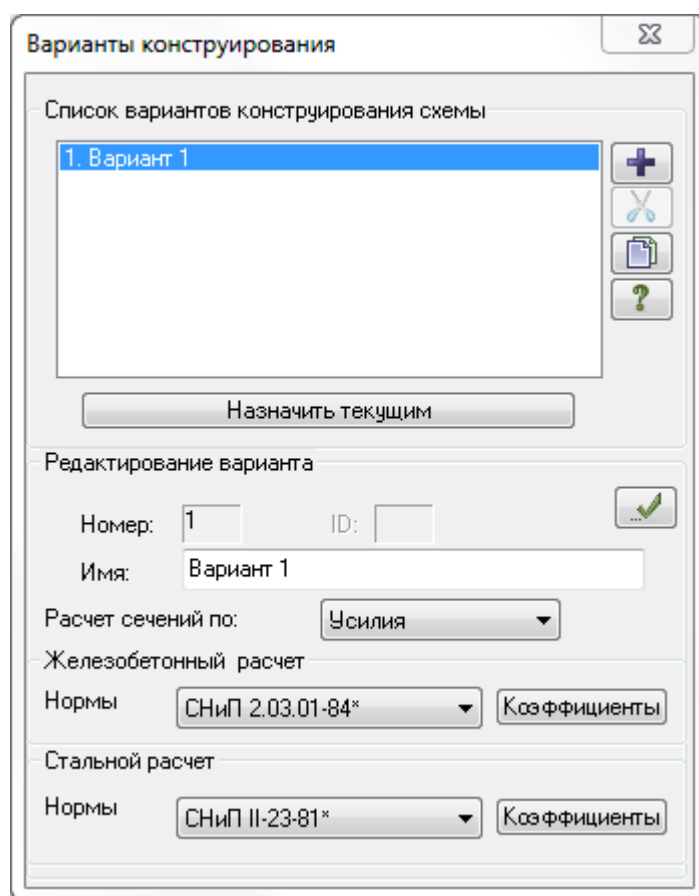 Варианты конструирования
Список вариантов конструирования схемы
1. Вариант 1
Назначить текущим
Редактирование варианта
Номер: 1 ID:
Имя: Вариант 1
Расчет сечений по: Усилия
Железобетонный расчет
Нормы СНиП 2.03.01-84* Коэффициенты
Стальной расчет
Нормы СНиП II-23-81* Коэффициенты